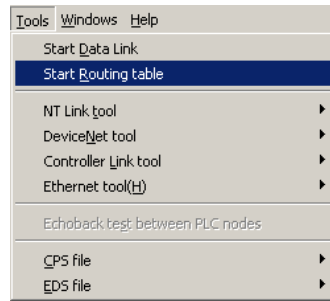 Tools Windows Help
Start Data Link
Start Routing table
NT Link tool
DeviceNet tool
Controller Link tool
Ethernet tool(H)
Echoback test between PLC nodes
CPS file
EDS file